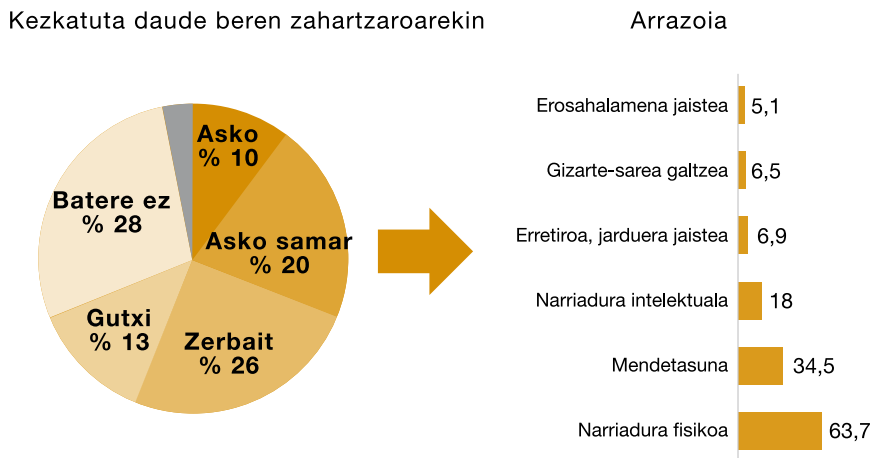 Kezkatuta daude beren zahartzaroarekin
Asko
% 10
Asko samar
% 20
Zerbait
% 26
Gutxi
% 13
Batere ez
% 28
Arrazoia
Erosahalamena jaistea 5,1
Gizarte-sarea galtzea 6,5
Erretiroa, jarduera jaistea 6,9
Narriadura intelektuala 18
Mendetasuna 34,5
Narriadura fisikoa 63,7